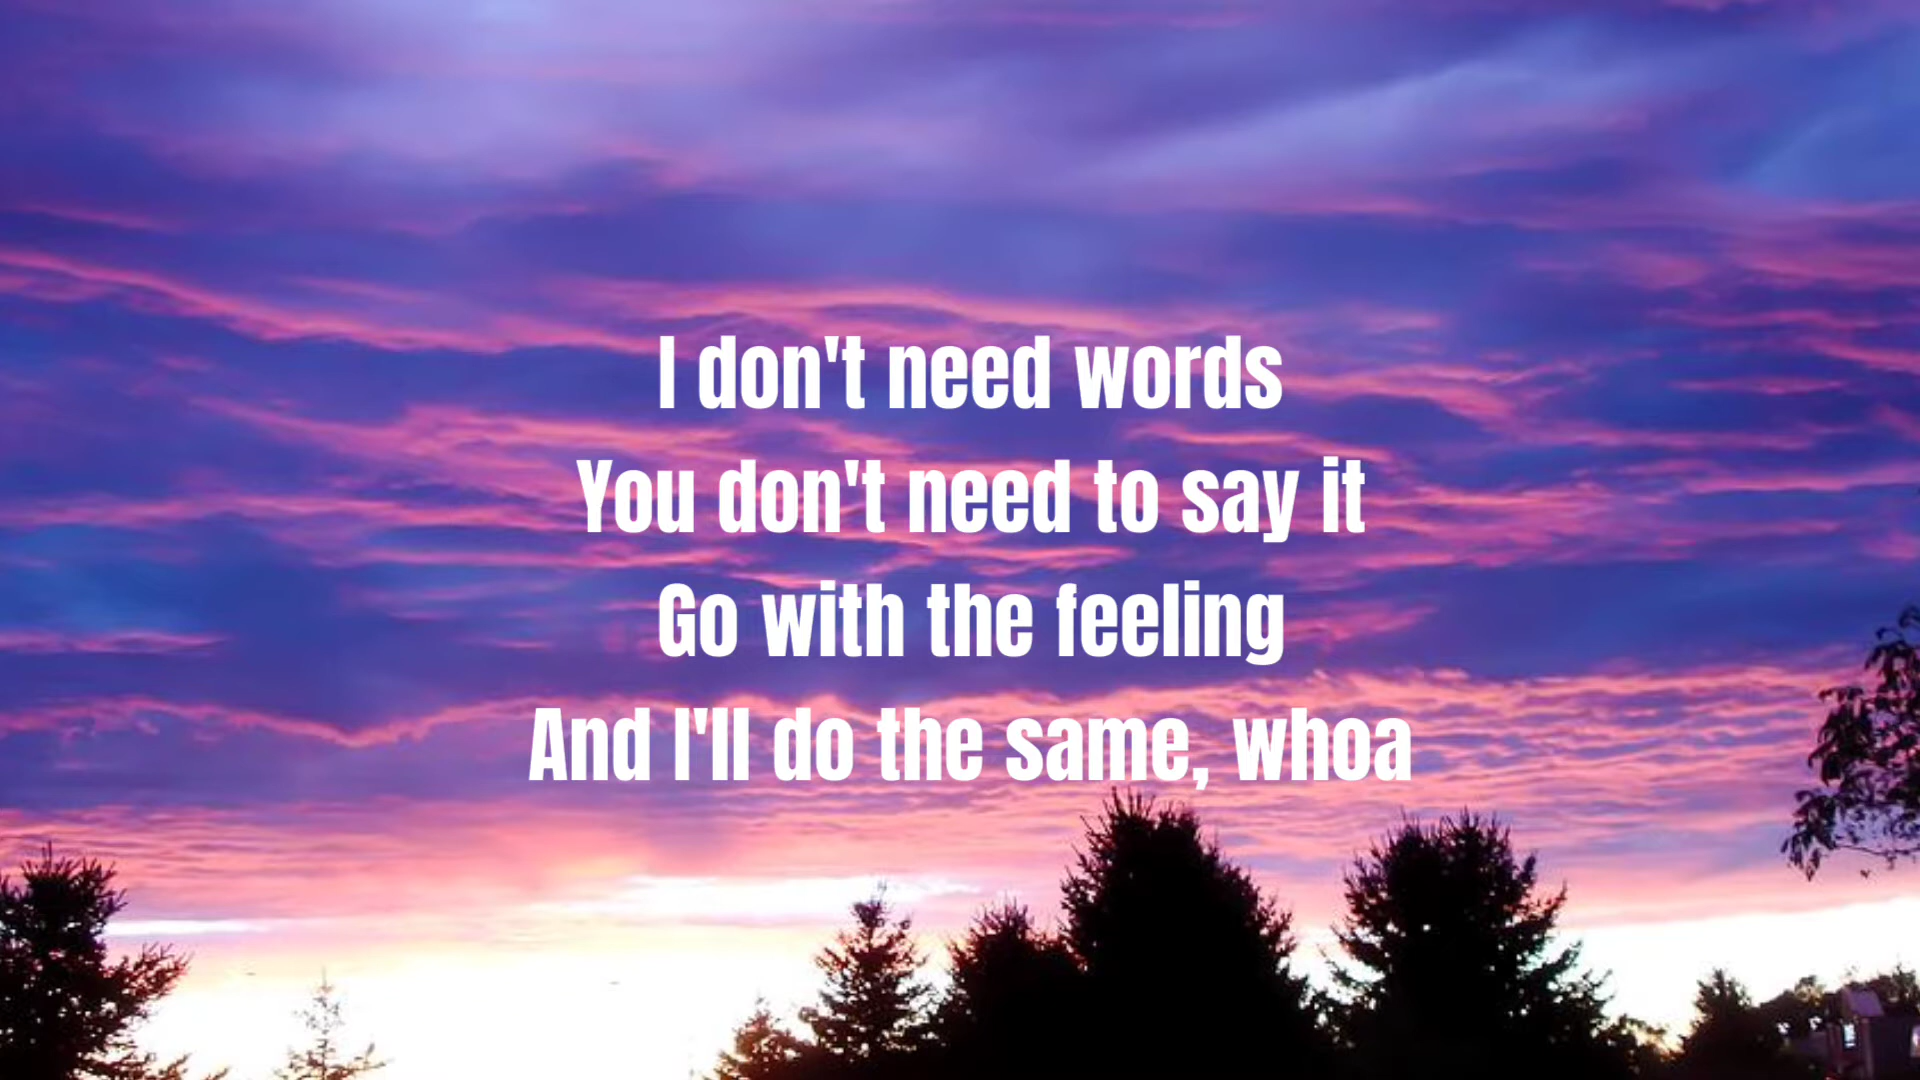 I don't need words
You don't need to say it
Go with the feeling
And I'll do the same, whoa